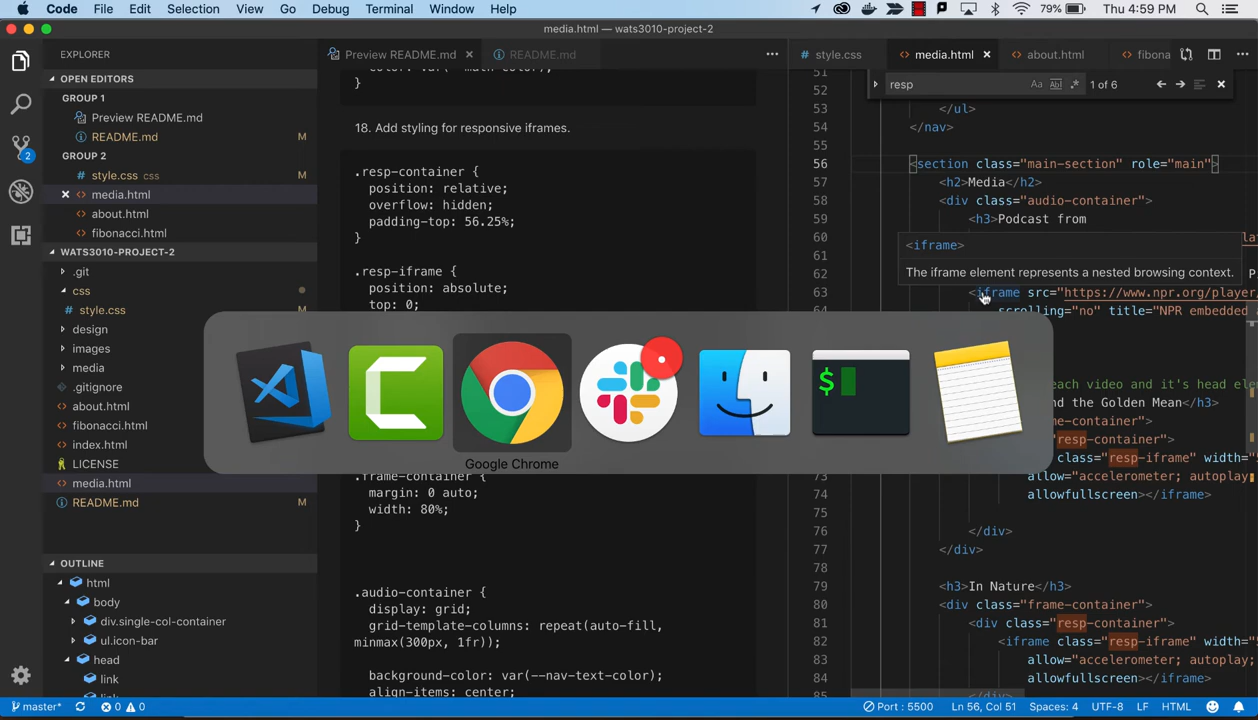 Code File Edit Selection View Go Debug Terminal Window Help 79% Thu 4:59 PM
media.html — wats3010-project-2
EXPLORER
OPEN EDITORS
GROUP 1
Preview README.md
README.md M
GROUP 2
style.css css M
media.html
about.html
fibonacci.html
WATS3010-PROJECT-2
.git
css
style.css M
design
images
media
.gitignore
about.html
fibonacci.html
index.html
LICENSE
media.html
README.md M
OUTLINE
html
body
div.single-col-container
ul.icon-bar
head
link
Preview README.md README.md
}
18. Add styling for responsive iframes.
.resp-container {
position: relative;
overflow: hidden;
padding-top: 56.25%;
}
.resp-iframe {
position: absolute;
top: 0;
.frame-container {
margin: 0 auto;
width: 80%;
}
.audio-container {
display: grid;
grid-template-columns: repeat(auto-fill,
minmax(300px, 1fr));
background-color: var(--nav-text-color);
align-items: center;
style.css media.html about.html fibona
resp Aa Abl .* 1 of 6
51
52
53 </ul>
54 </nav>
55
56 <section class="main-section" role="main">
57 <h2>Media</h2>
58 <div class="audio-container">
59 <h3>Podcast from
60
<iframe>
61
The iframe element represents a nested browsing context.
62
63 <iframe src="https://www.npr.org/player/
64 scrolling="no" title="NPR embedded a
each video and it's head ele
nd the Golden Mean</h3>
me-container">
resp-container">
class="resp-iframe" width="5
73 allow="accelerometer; autoplay;
74 allowfullscreen></iframe>
75
76 </div>
77 </div>
78
79 <h3>In Nature</h3>
80 <div class="frame-container">
81 <div class="resp-container">
82 <iframe class="resp-iframe" width="5
83 allow="accelerometer; autoplay;
84 allowfullscreen></iframe>
85 </div>
$
Google Chrome
master* 0 0 Port : 5500 Ln 56, Col 51 Spaces: 4 UTF-8 LF HTML
2